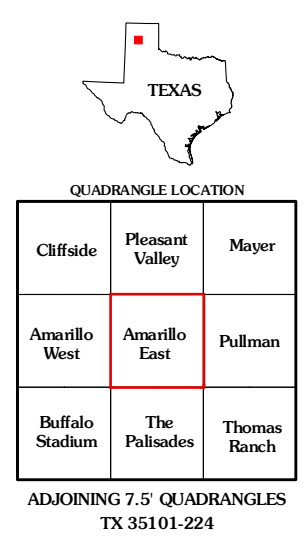 TEXAS
QUADRANGLE LOCATION
Cliffside
Pleasant
Valley
Mayer
Amarillo
West
Amarillo
East
Pullman
Buffalo
Stadium
The
Palisades
Thomas
Ranch
ADJOINING 7.5' QUADRANGLES
TX 35101-224